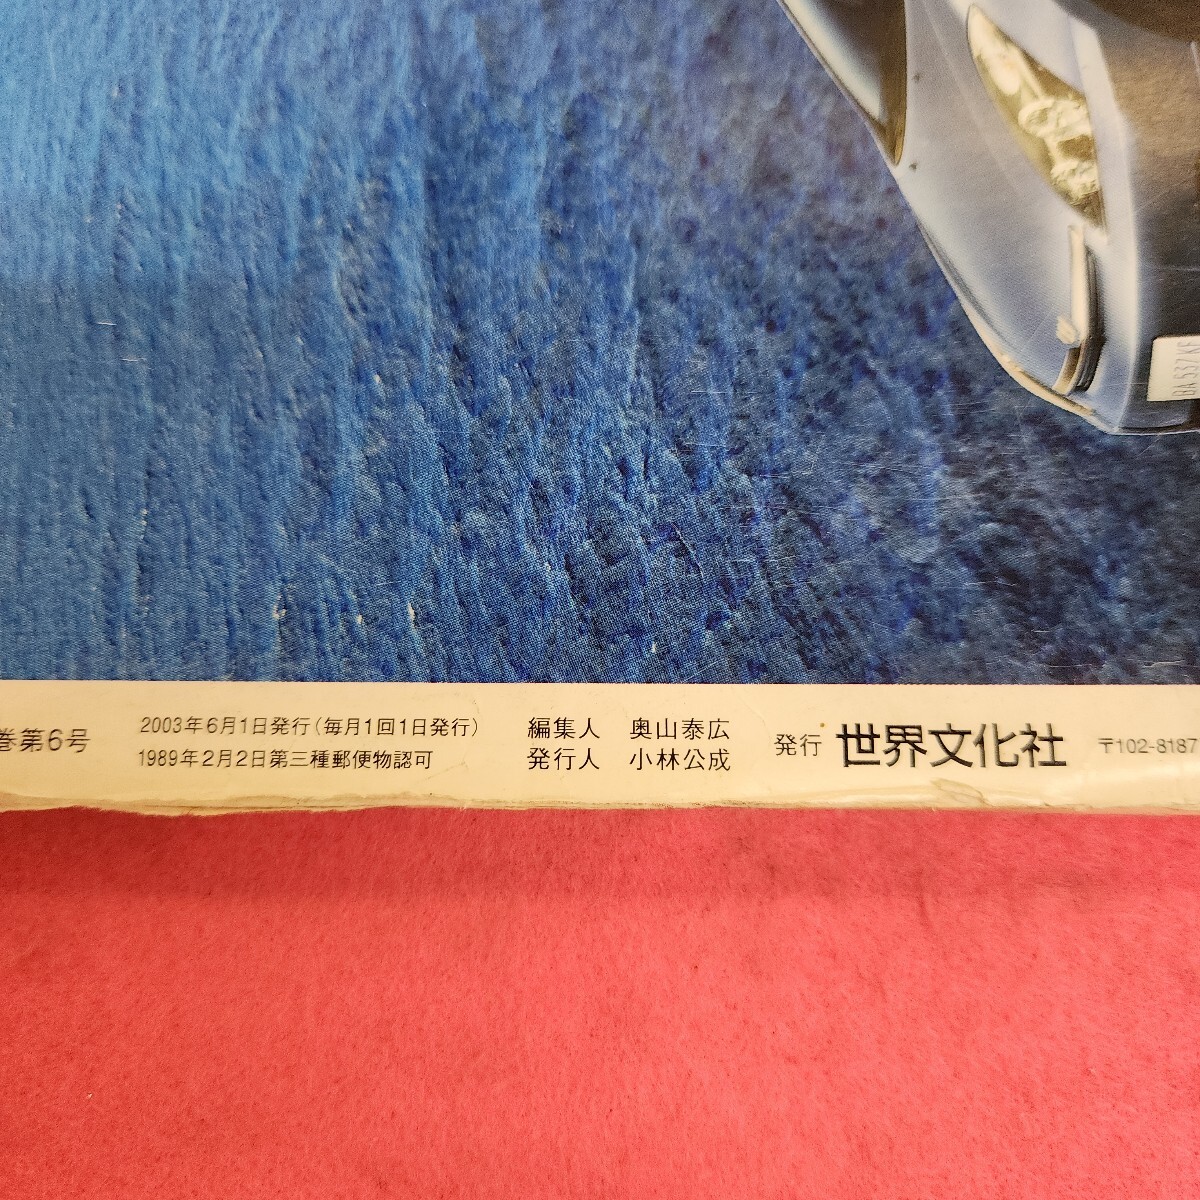 巻第6号
2003年6月1日発行(毎月1回1日発行)
1989年2月2日第三種郵便物認可
編集人 奥山泰広
発行人 小林公成
発行 世界文化社
〒102-8187